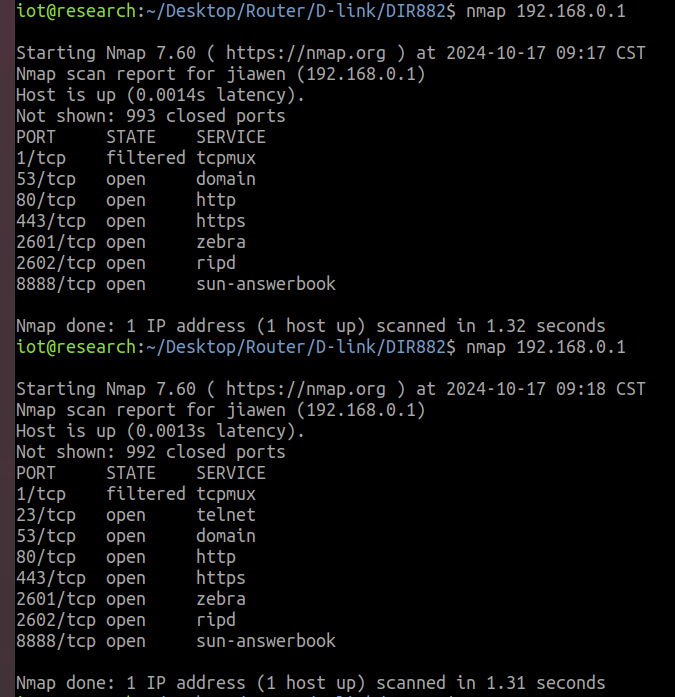 iot@research:~/Desktop/Router/D-link/DIR882$ nmap 192.168.0.1
Starting Nmap 7.60 ( https://nmap.org ) at 2024-10-17 09:17 CST
Nmap scan report for jiawen (192.168.0.1)
Host is up (0.0014s latency).
Not shown: 993 closed ports
PORT     STATE    SERVICE
1/tcp    filtered tcpmux
53/tcp   open     domain
80/tcp   open     http
443/tcp  open     https
2601/tcp open     zebra
2602/tcp open     ripd
8888/tcp open     sun-answerbook
Nmap done: 1 IP address (1 host up) scanned in 1.32 seconds
iot@research:~/Desktop/Router/D-link/DIR882$ nmap 192.168.0.1
Starting Nmap 7.60 ( https://nmap.org ) at 2024-10-17 09:18 CST
Nmap scan report for jiawen (192.168.0.1)
Host is up (0.0013s latency).
Not shown: 992 closed ports
PORT     STATE    SERVICE
1/tcp    filtered tcpmux
23/tcp   open     telnet
53/tcp   open     domain
80/tcp   open     http
443/tcp  open     https
2601/tcp open     zebra
2602/tcp open     ripd
8888/tcp open     sun-answerbook
Nmap done: 1 IP address (1 host up) scanned in 1.31 seconds